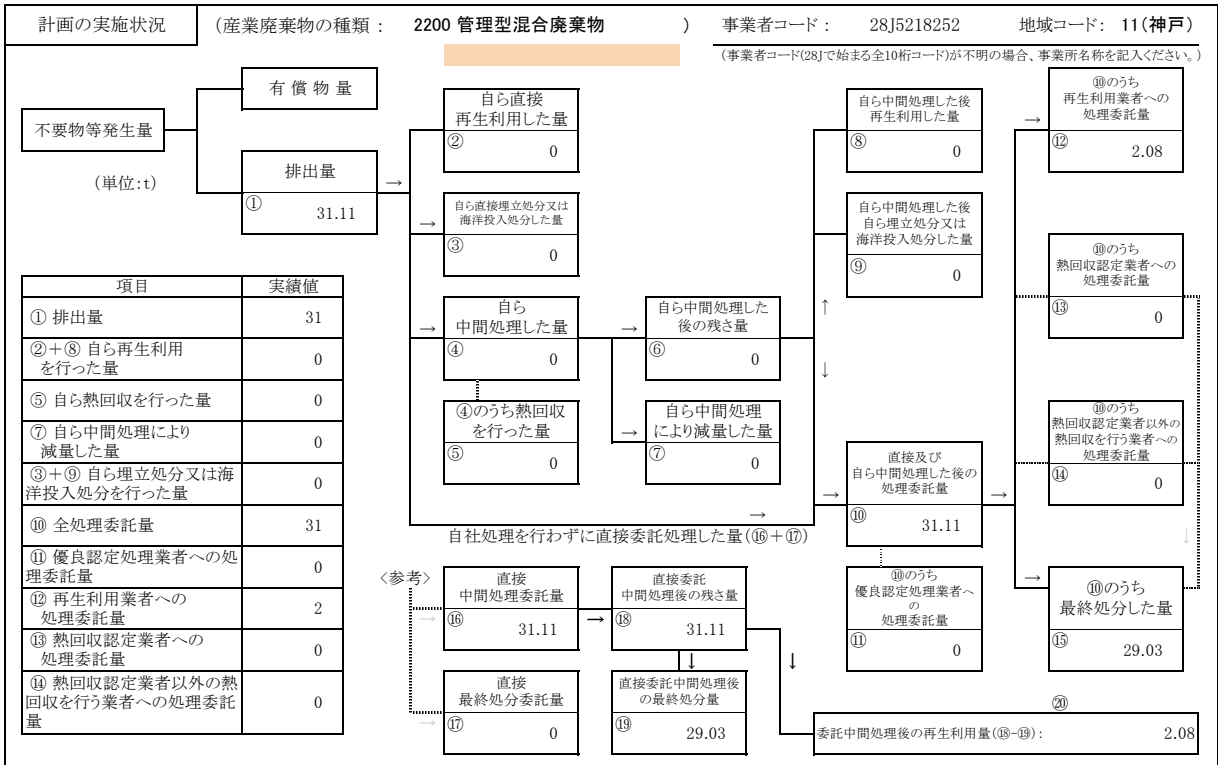 計画の実施状況
(産業廃棄物の種類： 2200 管理型混合廃棄物 )
事業者コード： 28J5218252
地域コード： 11(神戸)
(事業者コード(28Jで始まる全10桁コード)が不明の場合、事業所名称を記入ください。)
不要物等発生量
(単位:t)
有償物量
排出量
→
① 31.11
自ら直接
再生利用した量
② 0
→
自ら直接埋立処分又は
海洋投入処分した量
③ 0
→
自ら
中間処理した量
④ 0
④のうち熱回収
を行った量
⑤ 0
→
自ら中間処理した
後の残さ量
⑥ 0
→
自ら中間処理
により減量した量
⑦ 0
自ら中間処理した後
再生利用した量
⑧ 0
自ら中間処理した後
自ら埋立処分又は
海洋投入処分した量
⑨ 0
↑
↓
→
→
直接及び
自ら中間処理した後の
処理委託量
⑩ 31.11
→
⑩のうち
優良認定処理業者へ
の
処理委託量
⑪ 0
→
⑩のうち
再生利用業者への
処理委託量
⑫ 2.08
⑩のうち
熱回収認定業者への
処理委託量
⑬ 0
⑩のうち
熱回収認定業者以外の
熱回収を行う業者への
処理委託量
⑭ 0
↓
→
⑩のうち
最終処分した量
⑮ 29.03
項目 実績値
① 排出量 31
②＋⑧ 自ら再生利用
を行った量 0
⑤ 自ら熱回収を行った量 0
⑦ 自ら中間処理により
減量した量 0
③＋⑨ 自ら埋立処分又は海
洋投入処分を行った量 0
⑩ 全処理委託量 31
⑪ 優良認定処理業者への処
理委託量 0
⑫ 再生利用業者への
処理委託量 2
⑬ 熱回収認定業者への
処理委託量 0
⑭ 熱回収認定業者以外の熱
回収を行う業者への処理委託
量 0
自社処理を行わずに直接委託処理した量(⑯＋⑰)
〈参考〉
→
直接
中間処理委託量
⑯ 31.11
→
直接委託
中間処理後の残さ量
⑱ 31.11
→
直接
最終処分委託量
⑰ 0
↓
直接委託中間処理後
の最終処分量
⑲ 29.03
↓
⑳
委託中間処理後の再生利用量(⑱-⑲)： 2.08